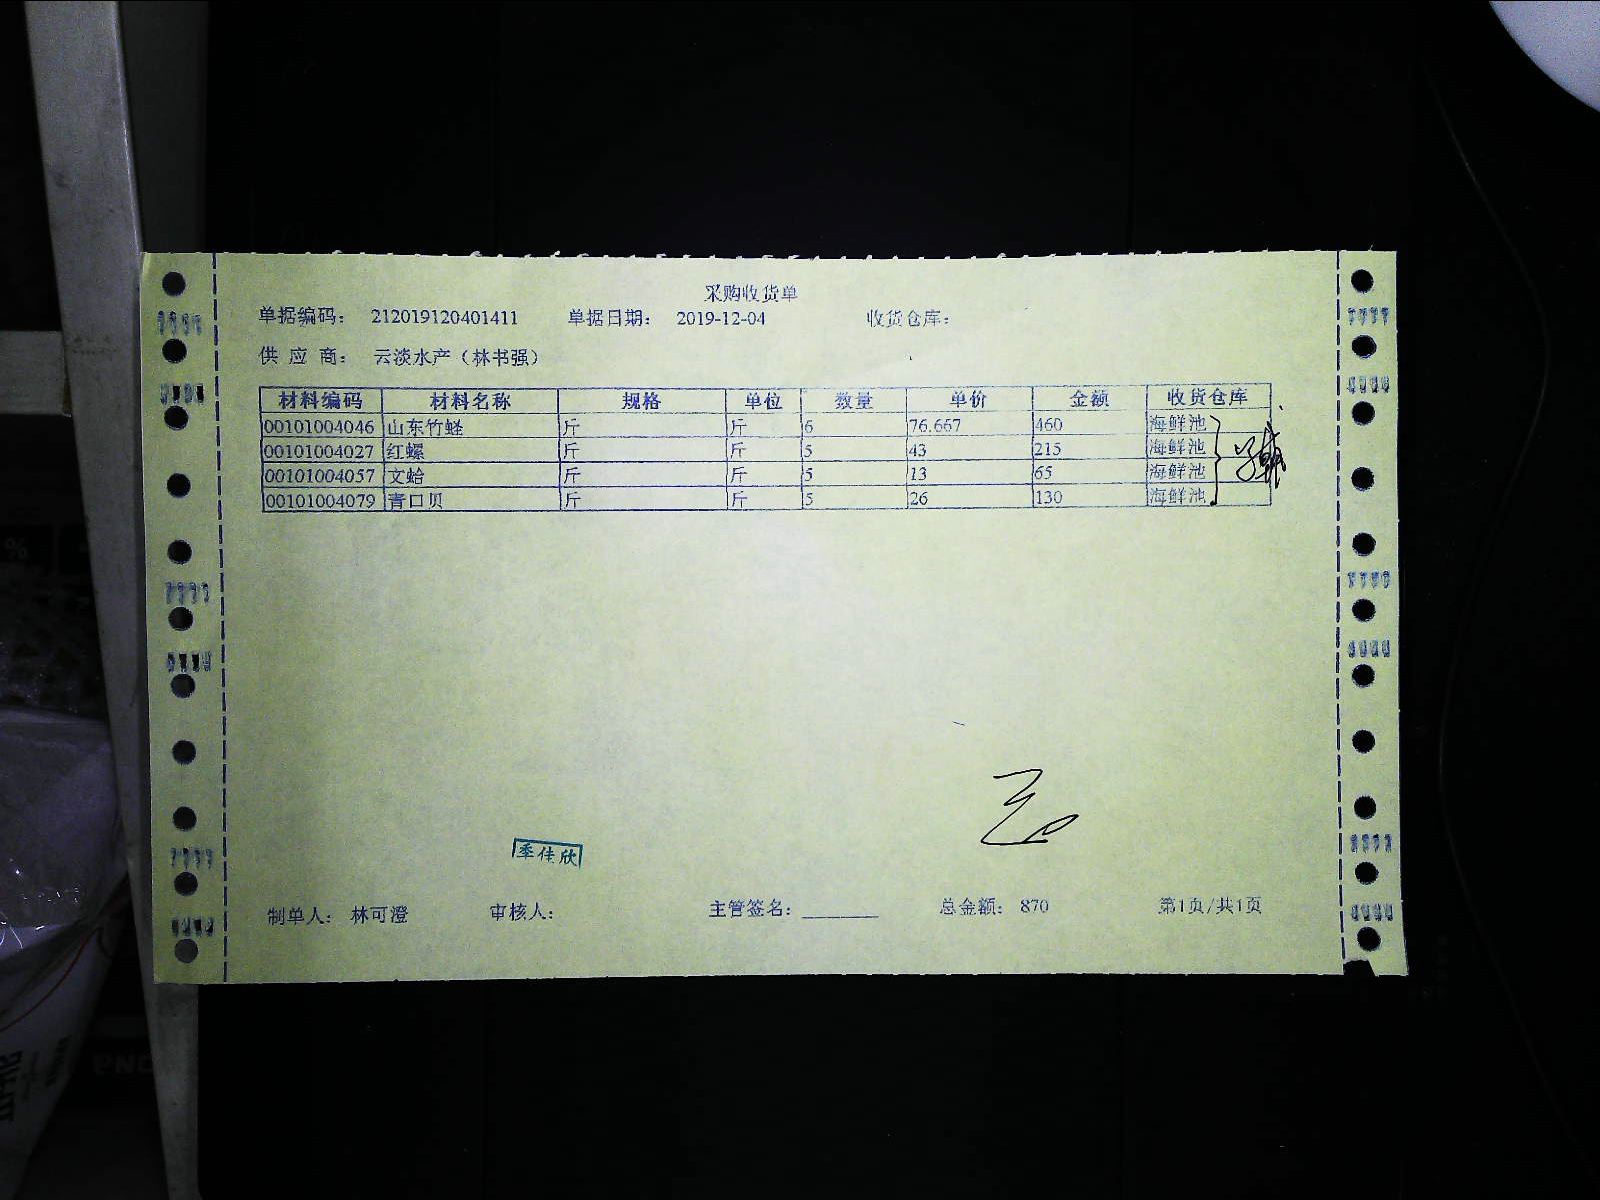 采购收货单
单据编码： 212019120401411 单据日期： 2019-12-04 收货仓库：
供 应 商： 云淡水产（林书强）
材料编码 材料名称 规格 单位 数量 单价 金额 收货仓库
00101004046 山东竹蛏 斤 斤 6 76.667 460 海鲜池
00101004027 红螺 斤 斤 5 43 215 海鲜池
00101004057 文蛤 斤 斤 5 13 65 海鲜池
00101004079 青口贝 斤 斤 5 26 130 海鲜池
季佳欣
制单人： 林可澄 审核人： 主管签名： 总金额： 870 第1页/共1页